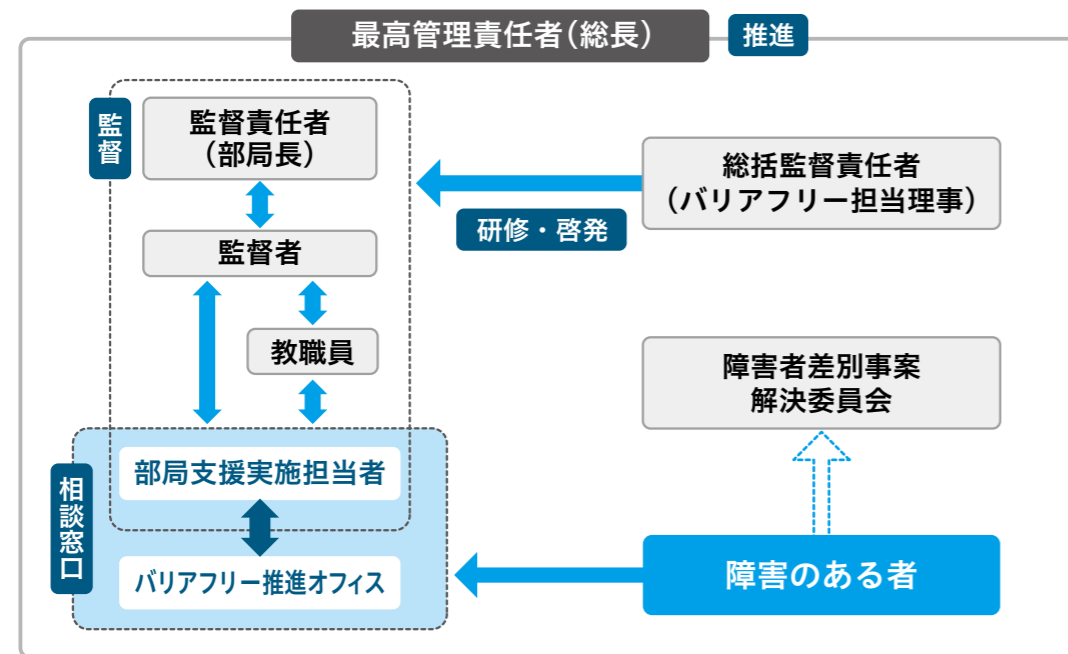 最高管理責任者（総長）
推進
監督
監督責任者
（部局長）
総括監督責任者
（バリアフリー担当理事）
研修・啓発
監督者
教職員
障害者差別事案
解決委員会
相談窓口
部局支援実施担当者
バリアフリー推進オフィス
障害のある者